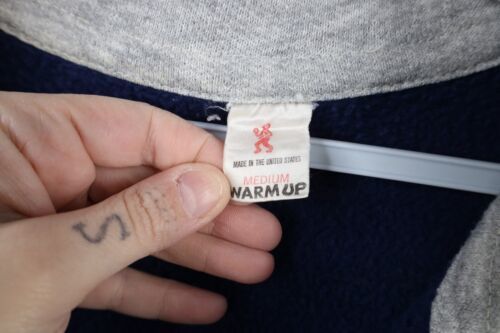 MADE IN THE UNITED STATES
MEDIUM
WARM UP